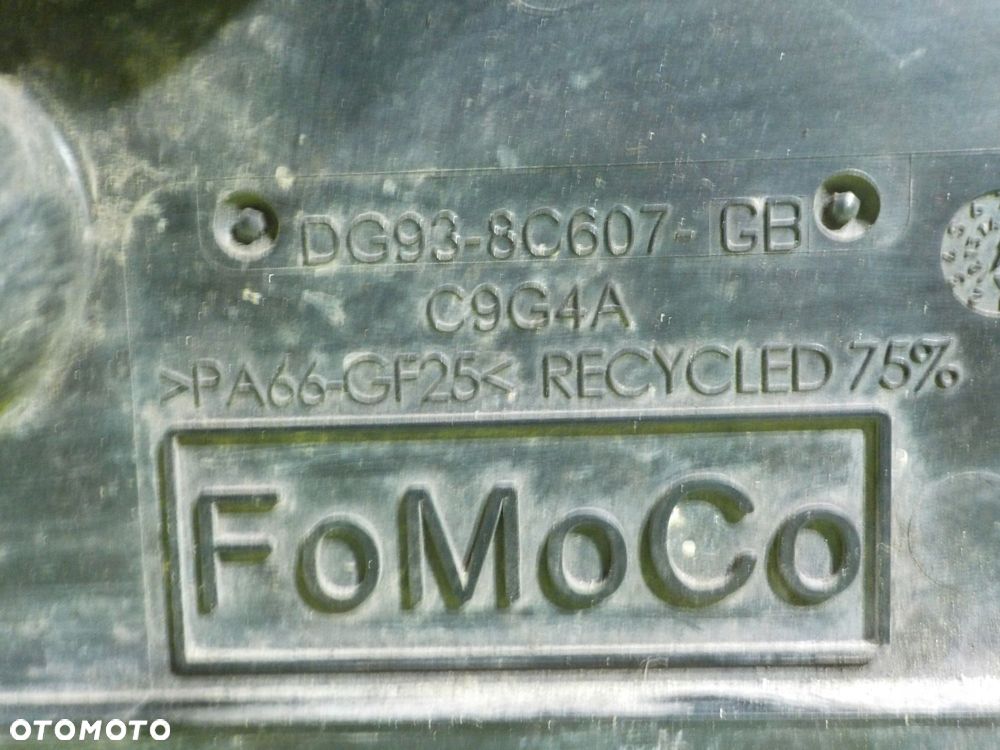 DG93-8C607- GB
C9G4A
>PA66-GF25< RECYCLED 75%
FoMoCo
OTOMOTO